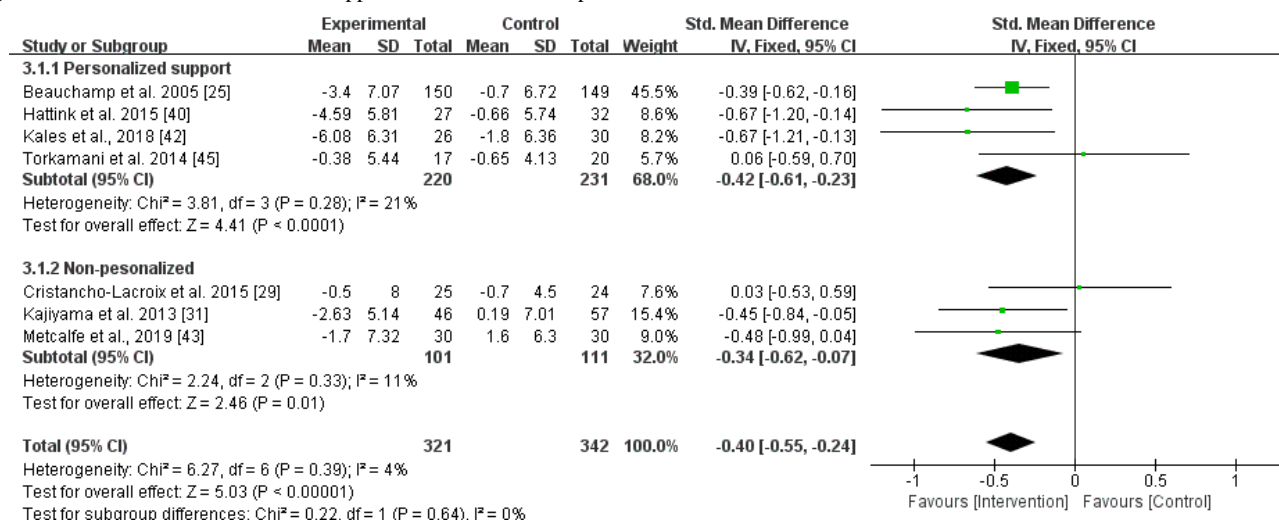 Experimental Control Std. Mean Difference Std. Mean Difference
Study or Subgroup Mean SD Total Mean SD Total Weight IV, Fixed, 95% CI IV, Fixed, 95% CI
3.1.1 Personalized support
Beauchamp et al. 2005 [25] -3.4 7.07 150 -0.7 6.72 149 45.5% -0.39 [-0.62, -0.16]
Hattink et al. 2015 [40] -4.59 5.81 27 -0.66 5.74 32 8.6% -0.67 [-1.20, -0.14]
Kales et al., 2018 [42] -6.08 6.31 26 -1.8 6.36 30 8.2% -0.67 [-1.21, -0.13]
Torkamani et al. 2014 [45] -0.38 5.44 17 -0.65 4.13 20 5.7% 0.06 [-0.59, 0.70]
Subtotal (95% CI) 220 231 68.0% -0.42 [-0.61, -0.23]
Heterogeneity: Chi² = 3.81, df = 3 (P = 0.28); I² = 21%
Test for overall effect: Z = 4.41 (P < 0.0001)
3.1.2 Non-pesonalized
Cristancho-Lacroix et al. 2015 [29] -0.5 8 25 -0.7 4.5 24 7.6% 0.03 [-0.53, 0.59]
Kajiyama et al. 2013 [31] -2.63 5.14 46 0.19 7.01 57 15.4% -0.45 [-0.84, -0.05]
Metcalfe et al., 2019 [43] -1.7 7.32 30 1.6 6.3 30 9.0% -0.48 [-0.99, 0.04]
Subtotal (95% CI) 101 111 32.0% -0.34 [-0.62, -0.07]
Heterogeneity: Chi² = 2.24, df = 2 (P = 0.33); I² = 11%
Test for overall effect: Z = 2.46 (P = 0.01)
Total (95% CI) 321 342 100.0% -0.40 [-0.55, -0.24]
Heterogeneity: Chi² = 6.27, df = 6 (P = 0.39); I² = 4%
Test for overall effect: Z = 5.03 (P < 0.00001)
Test for subgroup differences: Chi² = 0.22, df = 1 (P = 0.64), I² = 0%
-1 -0.5 0 0.5 1
Favours [Intervention] Favours [Control]